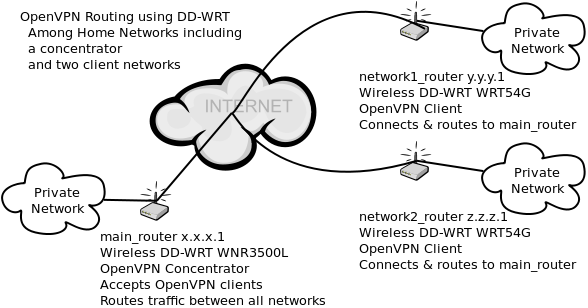 OpenVPN Routing using DD-WRT
Among Home Networks including
a concentrator
and two client networks
Private
Network
network1_router y.y.y.1
Wireless DD-WRT WRT54G
OpenVPN Client
Connects & routes to main_router
INTERNET
Private
Network
network2_router z.z.z.1
Wireless DD-WRT WRT54G
OpenVPN Client
Connects & routes to main_router
Private
Network
main_router x.x.x.1
Wireless DD-WRT WNR3500L
OpenVPN Concentrator
Accepts OpenVPN clients
Routes traffic between all networks